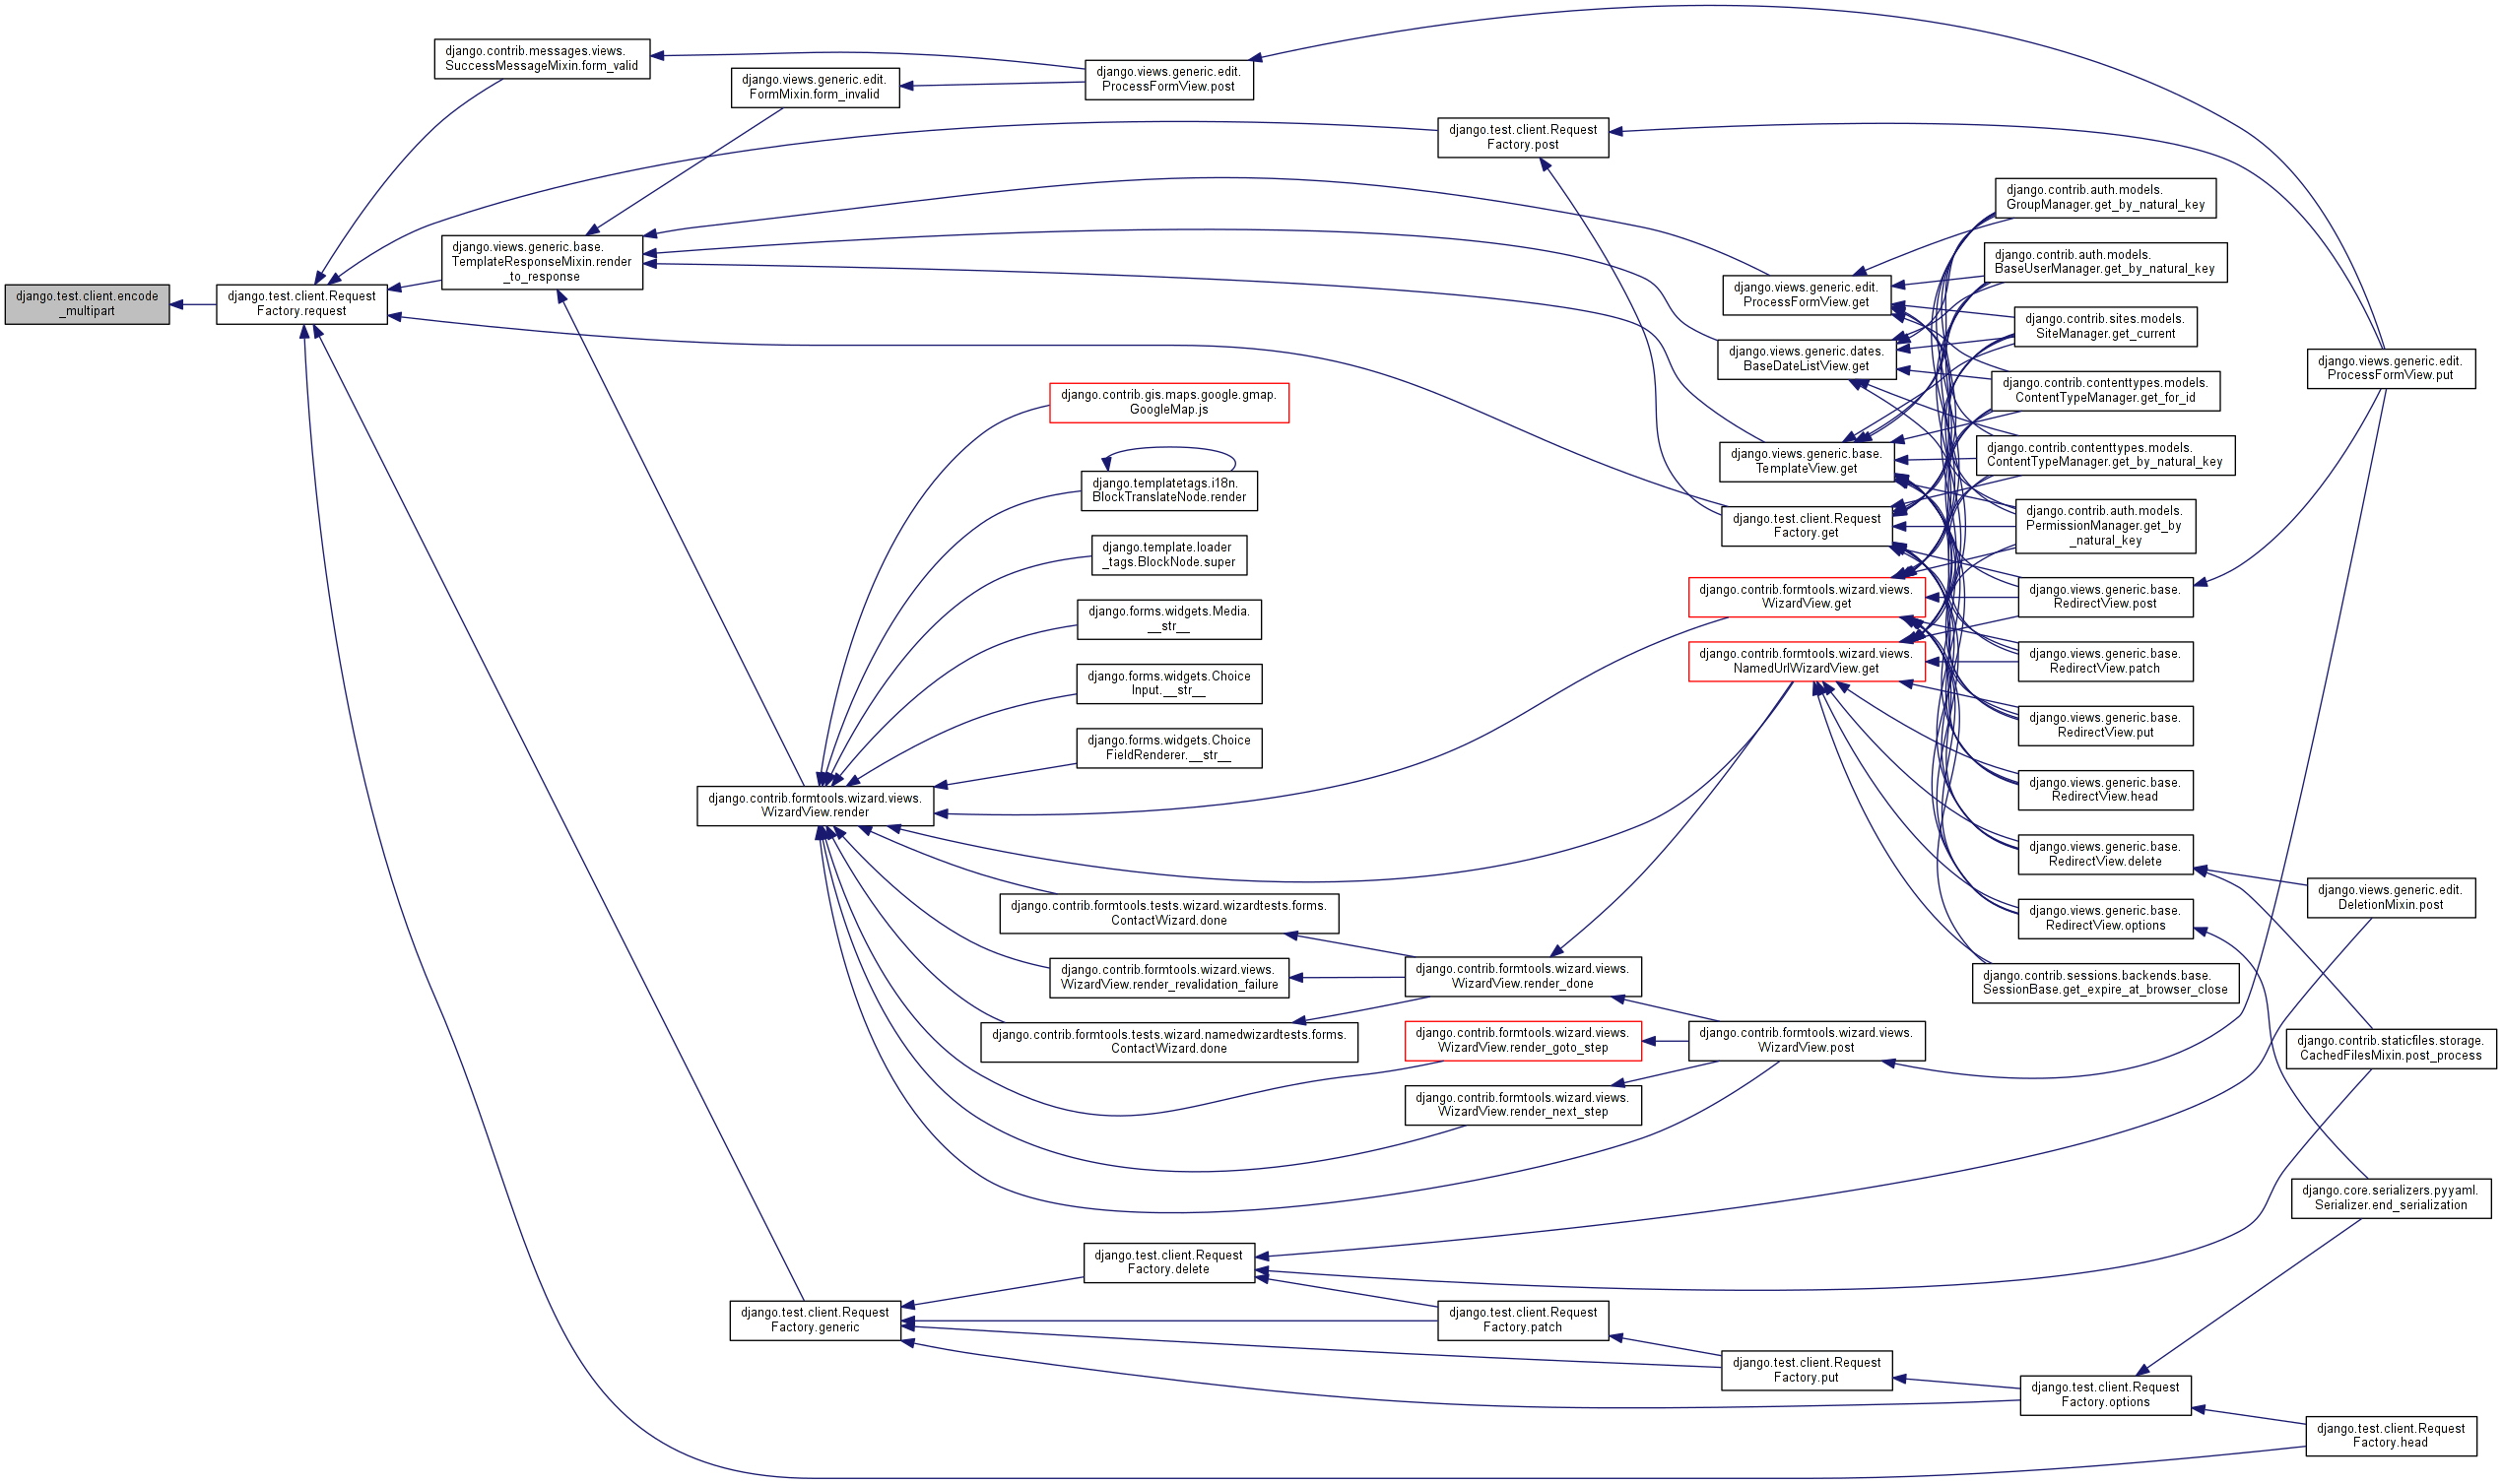 django.contrib.messages.views.
SuccessMessageMixin.form_valid
django.views.generic.edit.
FormMixin.form_invalid
django.views.generic.edit.
ProcessFormView.post
django.test.client.Request
Factory.post
django.contrib.auth.models.
GroupManager.get_by_natural_key
django.views.generic.base.
TemplateResponseMixin.render
_to_response
django.contrib.auth.models.
BaseUserManager.get_by_natural_key
django.test.client.encode
_multipart
django.test.client.Request
Factory.request
django.views.generic.edit.
ProcessFormView.get
django.contrib.sites.models.
SiteManager.get_current
django.views.generic.dates.
BaseDateListView.get
django.views.generic.edit.
ProcessFormView.put
django.contrib.gis.maps.google.gmap.
GoogleMap.js
django.contrib.contenttypes.models.
ContentTypeManager.get_for_id
django.views.generic.base.
TemplateView.get
django.contrib.contenttypes.models.
ContentTypeManager.get_by_natural_key
django.templatetags.i18n.
BlockTranslateNode.render
django.test.client.Request
Factory.get
django.contrib.auth.models.
PermissionManager.get_by
_natural_key
django.template.loader
_tags.BlockNode.super
django.contrib.formtools.wizard.views.
WizardView.get
django.views.generic.base.
RedirectView.post
django.forms.widgets.Media.
__str__
django.contrib.formtools.wizard.views.
NamedUrlWizardView.get
django.views.generic.base.
RedirectView.patch
django.forms.widgets.Choice
Input.__str__
django.views.generic.base.
RedirectView.put
django.forms.widgets.Choice
FieldRenderer.__str__
django.views.generic.base.
RedirectView.head
django.contrib.formtools.wizard.views.
WizardView.render
django.views.generic.base.
RedirectView.delete
django.contrib.formtools.tests.wizard.wizardtests.forms.
ContactWizard.done
django.views.generic.edit.
DeletionMixin.post
django.views.generic.base.
RedirectView.options
django.contrib.formtools.wizard.views.
WizardView.render_revalidation_failure
django.contrib.formtools.wizard.views.
WizardView.render_done
django.contrib.sessions.backends.base.
SessionBase.get_expire_at_browser_close
django.contrib.formtools.tests.wizard.namedwizardtests.forms.
ContactWizard.done
django.contrib.formtools.wizard.views.
WizardView.render_goto_step
django.contrib.formtools.wizard.views.
WizardView.post
django.contrib.staticfiles.storage.
CachedFilesMixin.post_process
django.contrib.formtools.wizard.views.
WizardView.render_next_step
django.core.serializers.pyyaml.
Serializer.end_serialization
django.test.client.Request
Factory.delete
django.test.client.Request
Factory.generic
django.test.client.Request
Factory.patch
django.test.client.Request
Factory.put
django.test.client.Request
Factory.options
django.test.client.Request
Factory.head